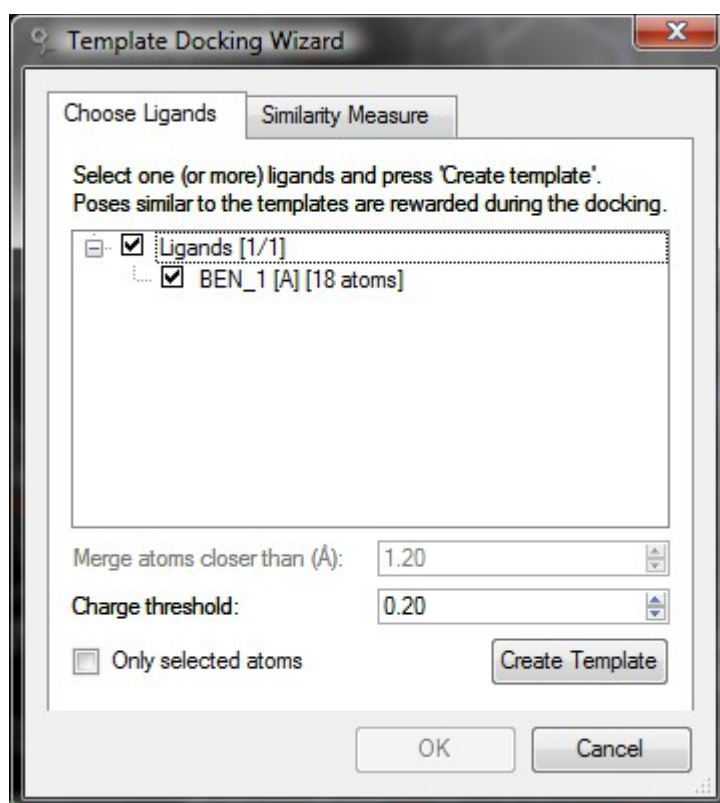 Template Docking Wizard
Choose Ligands
Similarity Measure
Select one (or more) ligands and press 'Create template'.
Poses similar to the templates are rewarded during the docking.
Ligands [1/1]
BEN_1 [A] [18 atoms]
Merge atoms closer than (Å): 1.20
Charge threshold: 0.20
Only selected atoms
Create Template
OK
Cancel